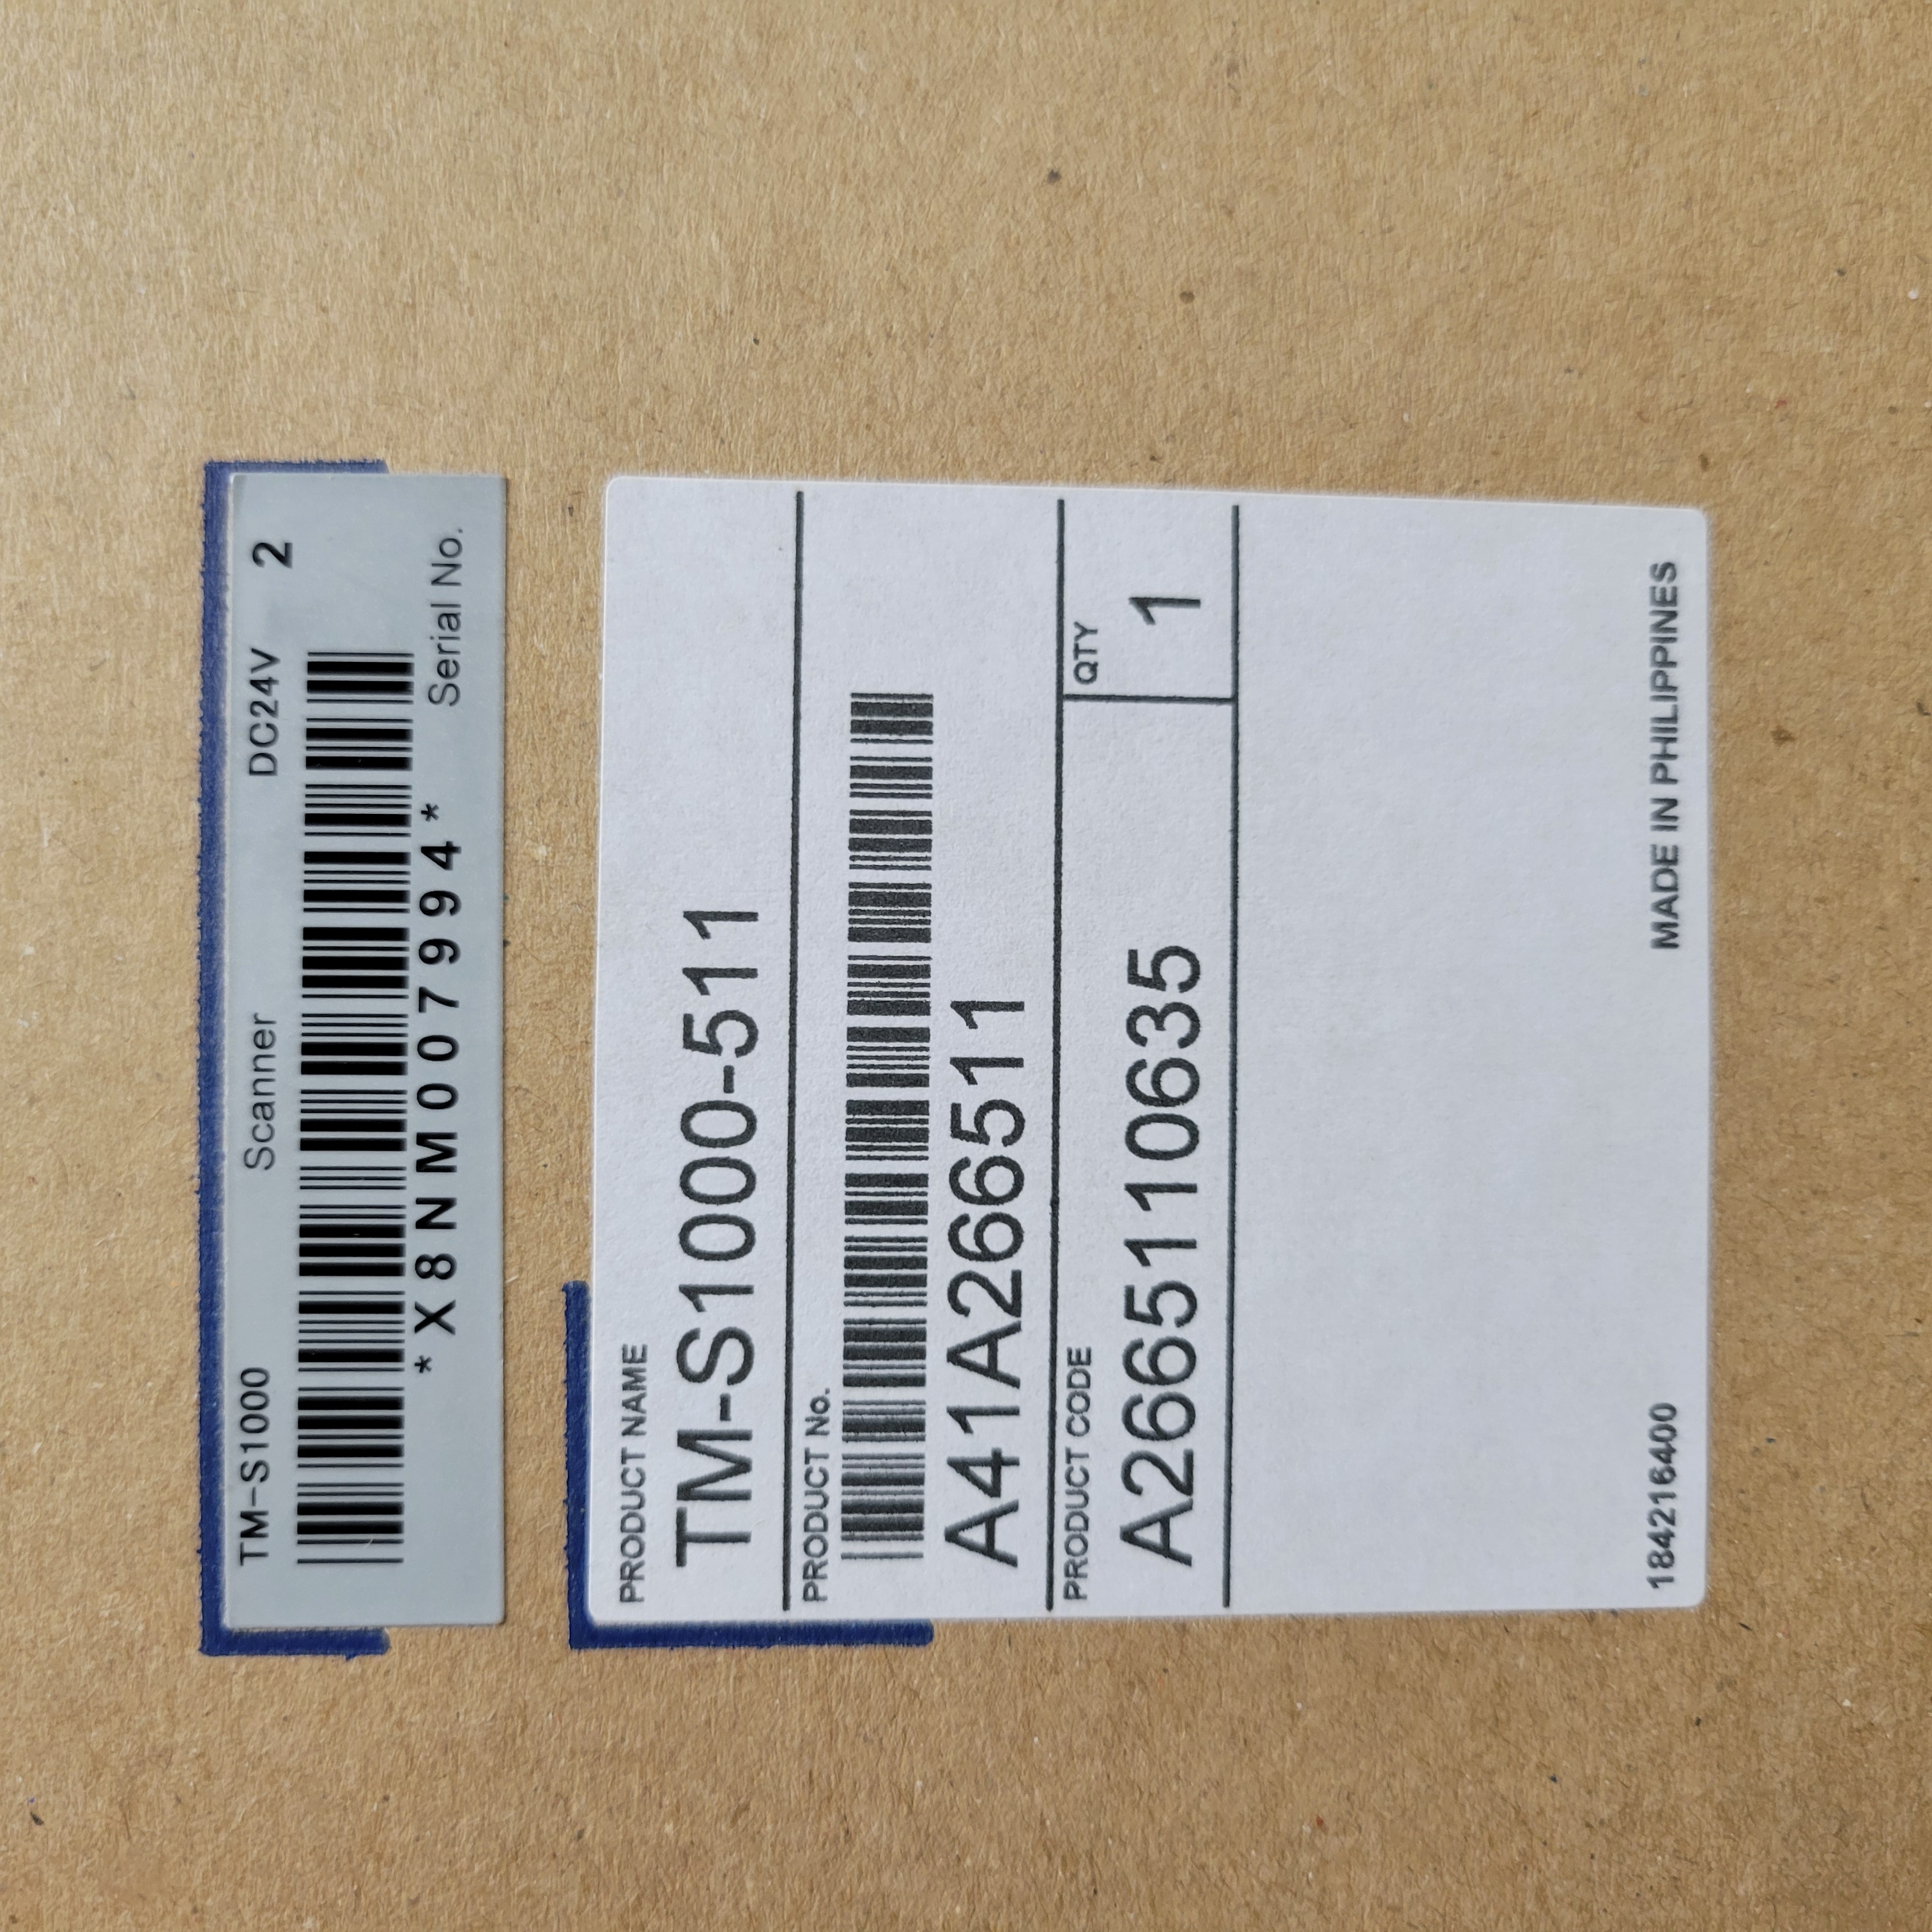 TM-S1000 Scanner DC24V 2
*X8NM007994* Serial No.
PRODUCT NAME
TM-S1000-511
PRODUCT No.
A41A266511
PRODUCT CODE
A2665110635
QTY
1
184216400 MADE IN PHILIPPINES